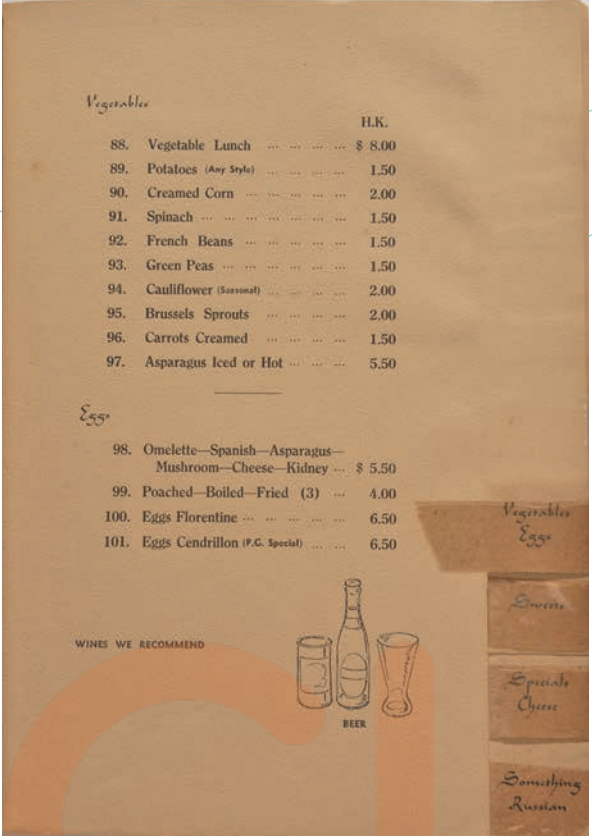 Vegetables
H.K.
88. Vegetable Lunch ... ... ... ... $ 8.00
89. Potatoes (Any Style) ... ... ... ... 1.50
90. Creamed Corn ... ... ... ... ... 2.00
91. Spinach ... ... ... ... ... ... ... 1.50
92. French Beans ... ... ... ... ... 1.50
93. Green Peas ... ... ... ... ... ... 1.50
94. Cauliflower (Seasonal) ... ... ... ... 2.00
95. Brussels Sprouts ... ... ... ... 2.00
96. Carrots Creamed ... ... ... ... 1.50
97. Asparagus Iced or Hot ... ... ... 5.50
Eggs
98. Omelette—Spanish—Asparagus—
Mushroom—Cheese—Kidney ... $ 5.50
99. Poached—Boiled—Fried (3) ... 4.00
100. Eggs Florentine ... ... ... ... ... 6.50
101. Eggs Cendrillon (P.G. Special) ... ... 6.50
WINES WE RECOMMEND
BEER
Vegetables
Eggs
Sweets
Specials
Cheese
Something
Russian